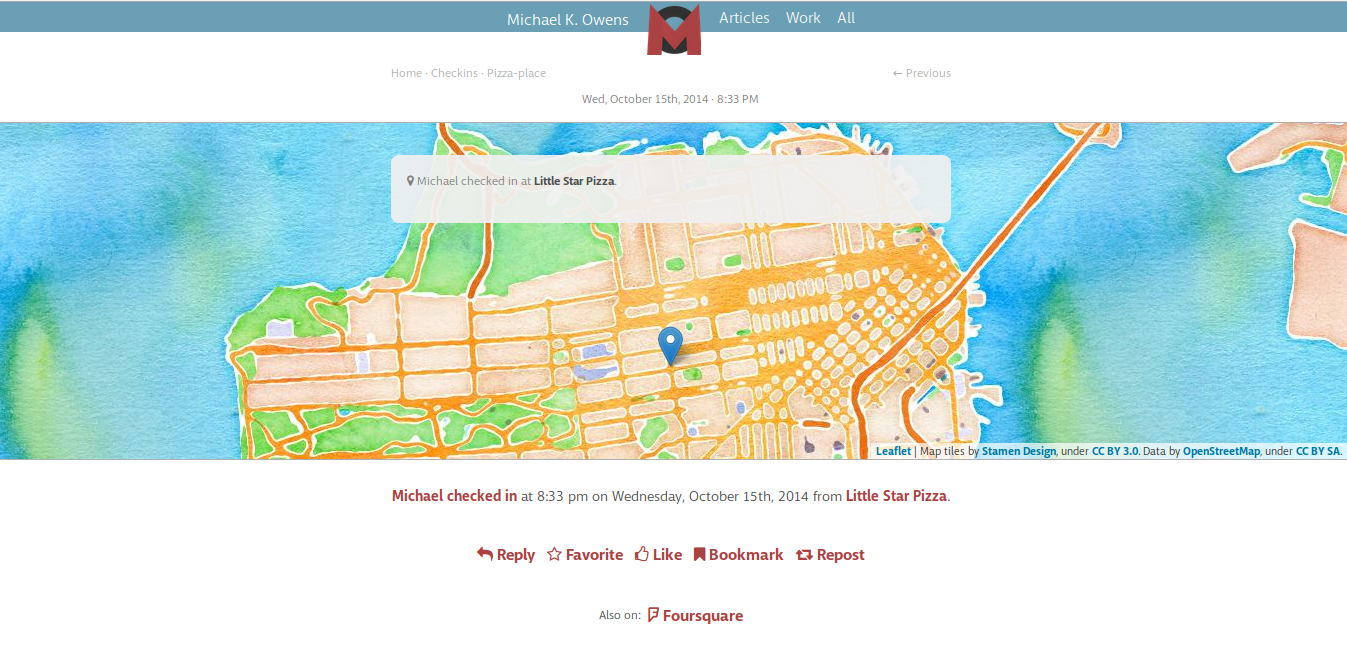 Michael K. Owens
Articles Work All
Home · Checkins · Pizza-place
← Previous
Wed, October 15th, 2014 · 8:33 PM
Michael checked in at Little Star Pizza.
Leaflet | Map tiles by Stamen Design, under CC BY 3.0. Data by OpenStreetMap, under CC BY SA.
Michael checked in at 8:33 pm on Wednesday, October 15th, 2014 from Little Star Pizza.
Reply Favorite Like Bookmark Repost
Also on: Foursquare